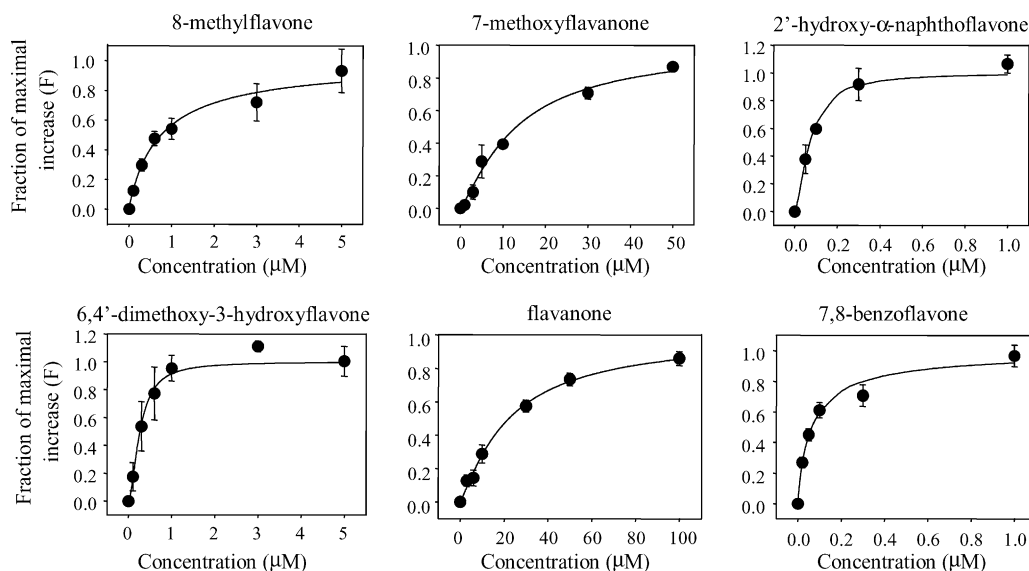 8-methylflavone
7-methoxyflavanone
2'-hydroxy-α-naphthoflavone
Fraction of maximal
increase (F)
1.0
0.8
0.6
0.4
0.2
0.0
0 1 2 3 4 5
Concentration (μM)
1.0
0.8
0.6
0.4
0.2
0.0
0 10 20 30 40 50
Concentration (μM)
1.2
1.0
0.8
0.6
0.4
0.2
0.0
0.0 0.2 0.4 0.6 0.8 1.0
Concentration (μM)
6,4'-dimethoxy-3-hydroxyflavone
flavanone
7,8-benzoflavone
Fraction of maximal
increase (F)
1.2
1.0
0.8
0.6
0.4
0.2
0.0
0 1 2 3 4 5
Concentration (μM)
1.0
0.8
0.6
0.4
0.2
0.0
0 20 40 60 80 100
Concentration (μM)
1.0
0.8
0.6
0.4
0.2
0.0
0.0 0.2 0.4 0.6 0.8 1.0
Concentration (μM)